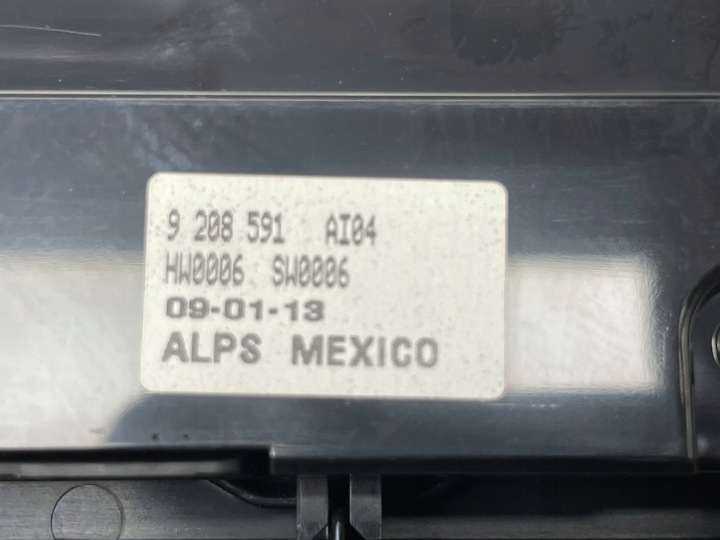 9 208 591 AI04
HW0006 SW0006
09-01-13
ALPS MEXICO